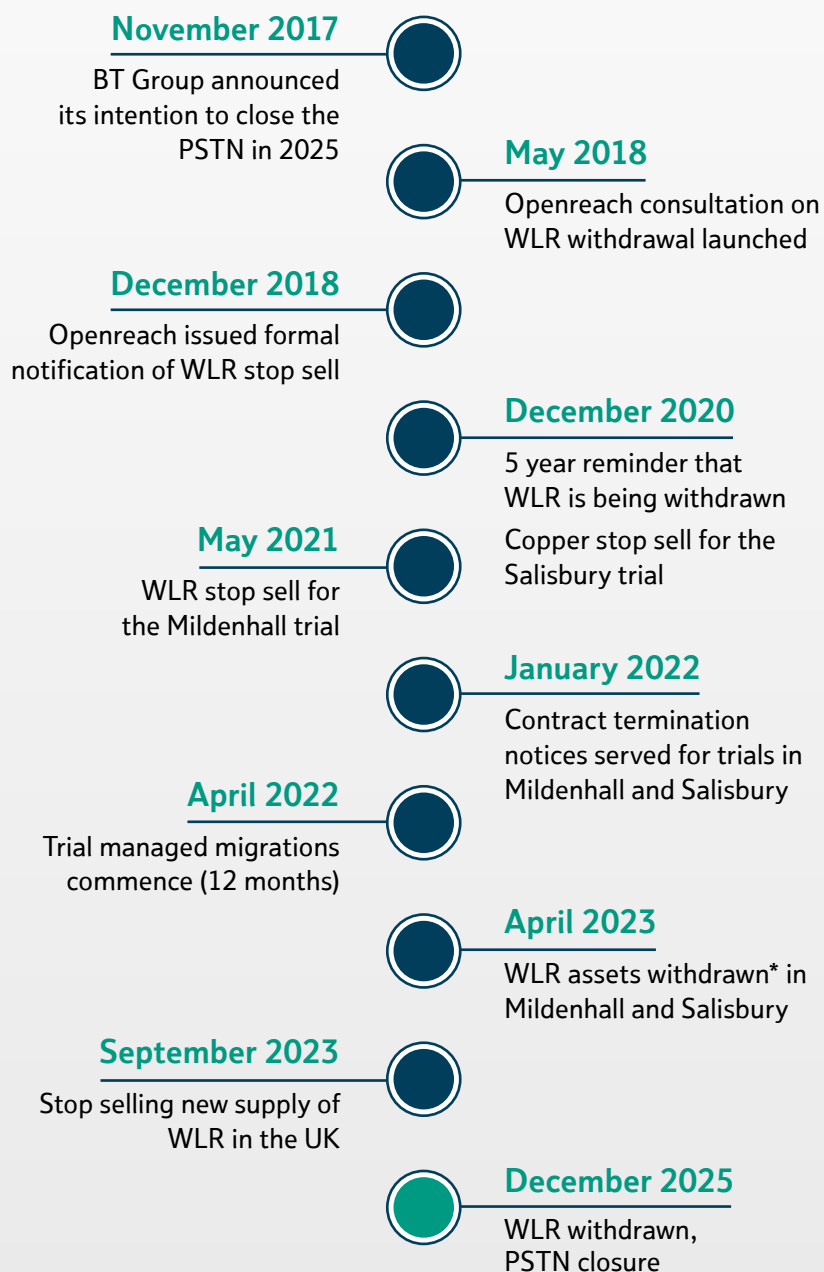 November 2017
BT Group announced
its intention to close the
PSTN in 2025
May 2018
Openreach consultation on
WLR withdrawal launched
December 2018
Openreach issued formal
notification of WLR stop sell
December 2020
5 year reminder that
WLR is being withdrawn
Copper stop sell for the
Salisbury trial
May 2021
WLR stop sell for
the Mildenhall trial
January 2022
Contract termination
notices served for trials in
Mildenhall and Salisbury
April 2022
Trial managed migrations
commence (12 months)
April 2023
WLR assets withdrawn* in
Mildenhall and Salisbury
September 2023
Stop selling new supply of
WLR in the UK
December 2025
WLR withdrawn,
PSTN closure